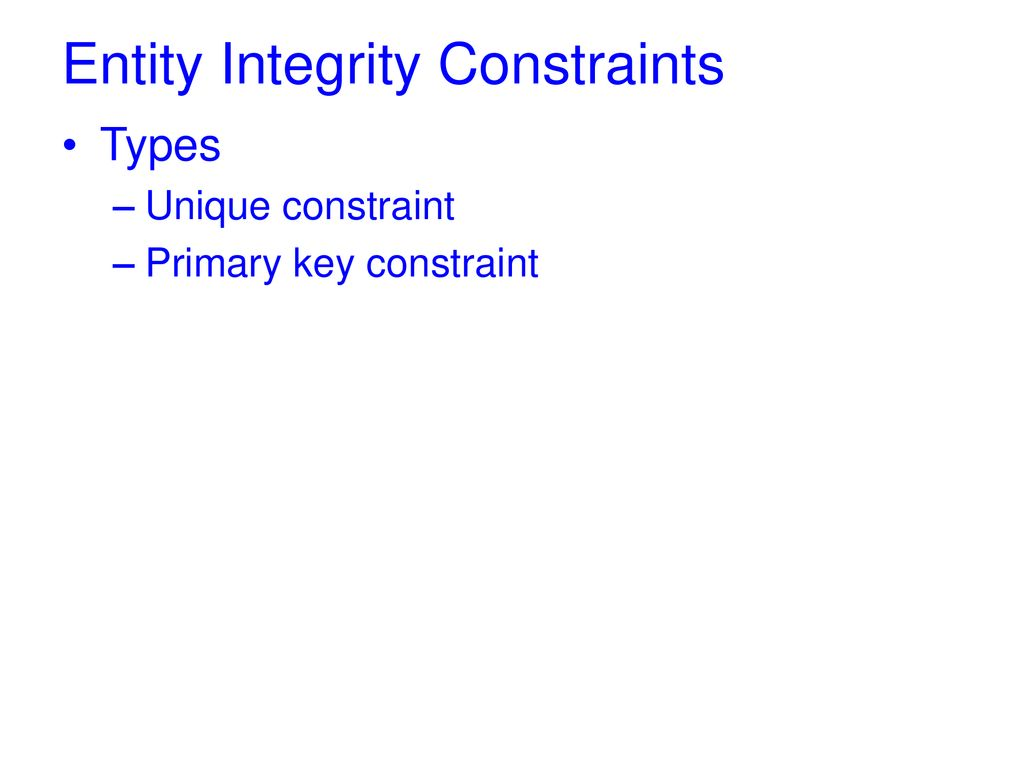 Entity Integrity Constraints
• Types
– Unique constraint
– Primary key constraint